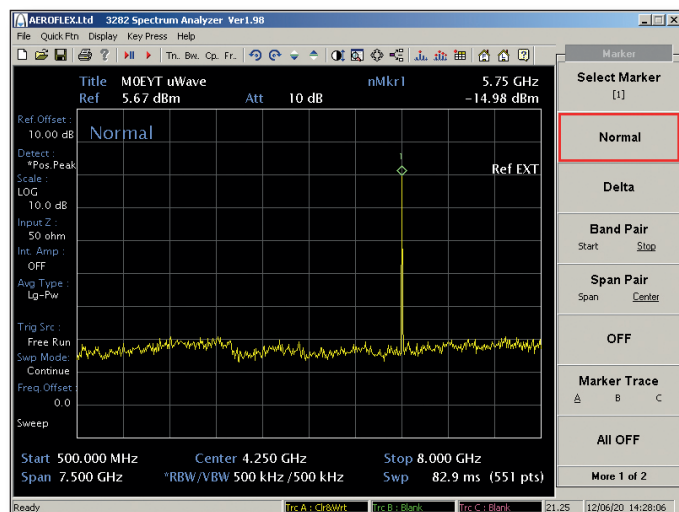 AEROFLEX.Ltd 3282 Spectrum Analyzer Ver1.98
File Quick Ftn Display Key Press Help
Tn. Bw. Cp. Fr.
Title M0EYT uWave nMkr1 5.75 GHz
Ref 5.67 dBm Att 10 dB -14.98 dBm
Ref.Offset :
10.00 dB
Detect :
*Pos.Peak
Scale :
LOG
10.0 dB
Input Z :
50 ohm
Int. Amp :
OFF
Avg Type :
Lg-Pw
Trig Src :
Free Run
Swp Mode:
Continue
Freq.Offset :
0.0
Sweep
Normal
1
Ref EXT
Start 500.000 MHz Center 4.250 GHz Stop 8.000 GHz
Span 7.500 GHz *RBW/VBW 500 kHz /500 kHz Swp 82.9 ms (551 pts)
Marker
Select Marker
[1]
Normal
Delta
Band Pair
Start Stop
Span Pair
Span Center
OFF
Marker Trace
A B C
All OFF
More 1 of 2
Ready Trc A : Clr&Wrt Trc B : Blank Trc C : Blank 21.25 12/06/20 14:28:06